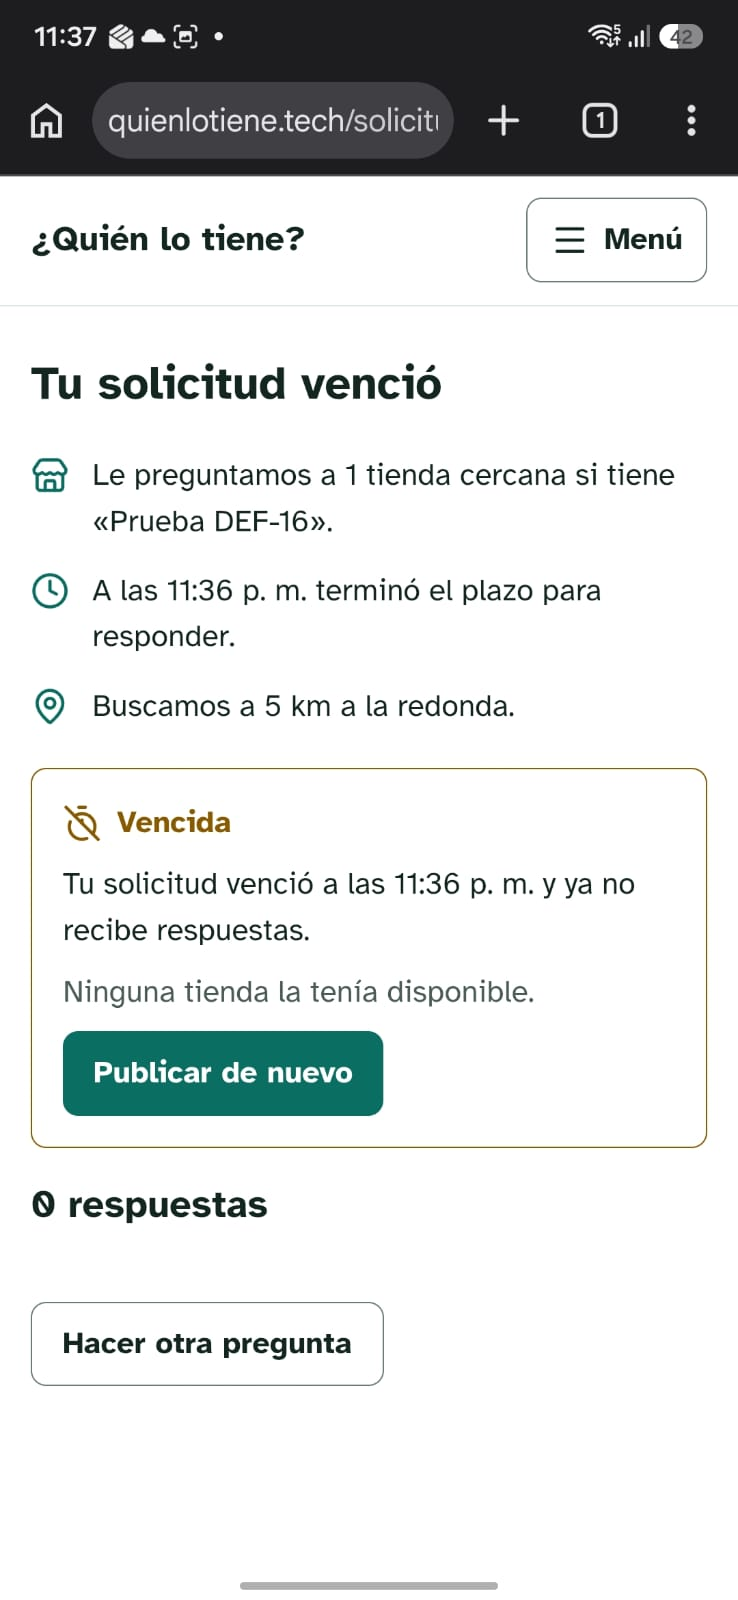 11:37
42
quienlotiene.tech/solicitu
1
¿Quién lo tiene?
Menú
Tu solicitud venció
Le preguntamos a 1 tienda cercana si tiene
«Prueba DEF-16».
A las 11:36 p. m. terminó el plazo para
responder.
Buscamos a 5 km a la redonda.
Vencida
Tu solicitud venció a las 11:36 p. m. y ya no
recibe respuestas.
Ninguna tienda la tenía disponible.
Publicar de nuevo
0 respuestas
Hacer otra pregunta